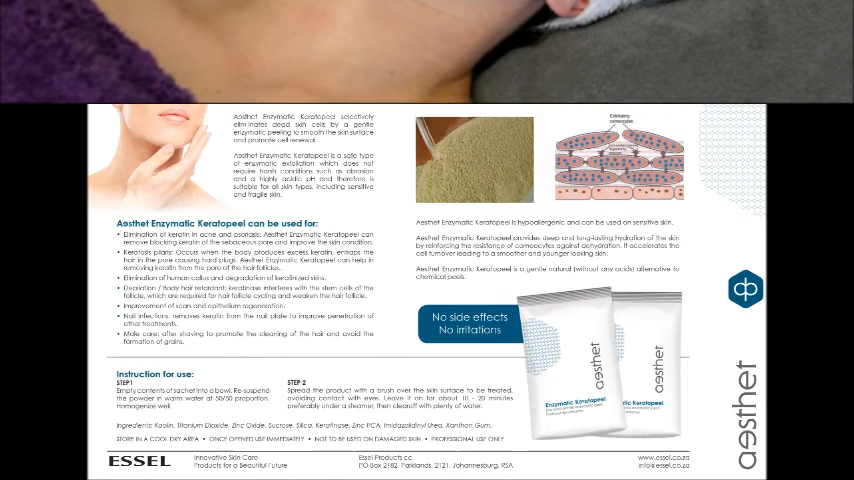 Aesthet Enzymatic Keratopeel selectively
eliminates dead skin cells by a gentle
enzymatic peeling to smooth the skin surface
and promote cell renewal.
Aesthet Enzymatic Keratopeel is a safe type
of enzymatic exfoliation which does not
require harsh conditions such as abrasion
and a highly acidic pH and therefore is
suitable for all skin types, including sensitive
and fragile skin.
Exfoliating
corneocytes
Aesthet Enzymatic Keratopeel can be used for:
• Elimination of keratin in acne and psoriasis: Aesthet Enzymatic Keratopeel can
remove blocking keratin of the sebaceous pore and improve the skin condition.
• Keratosis pilaris: Occurs when the body produces excess keratin, entraps the
hair in the pore causing hard plugs. Aesthet Enzymatic Keratopeel can help in
removing keratin from the pore of the hair follicles.
• Elimination of human callus and degradation of keratinized skin.
• Depilation / Body hair retardant: keratinase interferes with the stem cells of the
follicle, which are required for hair follicle cycling and weaken the hair follicle.
• Improvement of scars and epithelium regeneration.
• Nail infections: removes keratin from the nail plate to improve penetration of
other treatments.
• Male care: after shaving to promote the cleaning of the hair and avoid the
formation of grains.
Aesthet Enzymatic Keratopeel is hypoallergenic and can be used on sensitive skin.
Aesthet Enzymatic Keratopeel provides deep and long-lasting hydration of the skin
by reinforcing the resistance of corneocytes against dehydration. It accelerates the
cell turnover leading to a smoother and younger looking skin.
Aesthet Enzymatic Keratopeel is a gentle natural (without any acids) alternative to
chemical peels.
No side effects
No irritations
aesthet
Enzymatic Keratopeel
aesthet
Keratopeel
aesthet
Instruction for use:
STEP1
Empty contents of sachet into a bowl. Re-suspend
the powder in warm water at 50/50 proportion.
Homogenize well.
STEP 2
Spread the product with a brush over the skin surface to be treated,
avoiding contact with eyes. Leave it on for about 10 - 20 minutes
preferably under a steamer, then clean off with plenty of water.
Ingredients: Kaolin, Titanium Dioxide, Zinc Oxide, Sucrose, Silica, Keratinase, Zinc PCA, Imidazolidinyl Urea, Xanthan Gum.
STORE IN A COOL DRY AREA • ONCE OPENED USE IMMEDIATELY • NOT TO BE USED ON DAMAGED SKIN • PROFESSIONAL USE ONLY
ESSEL
Innovative Skin Care
Products for a Beautiful Future
Essel Products cc
PO Box 2182, Parklands, 2121, Johannesburg, RSA
www.essel.co.za
info@essel.co.za